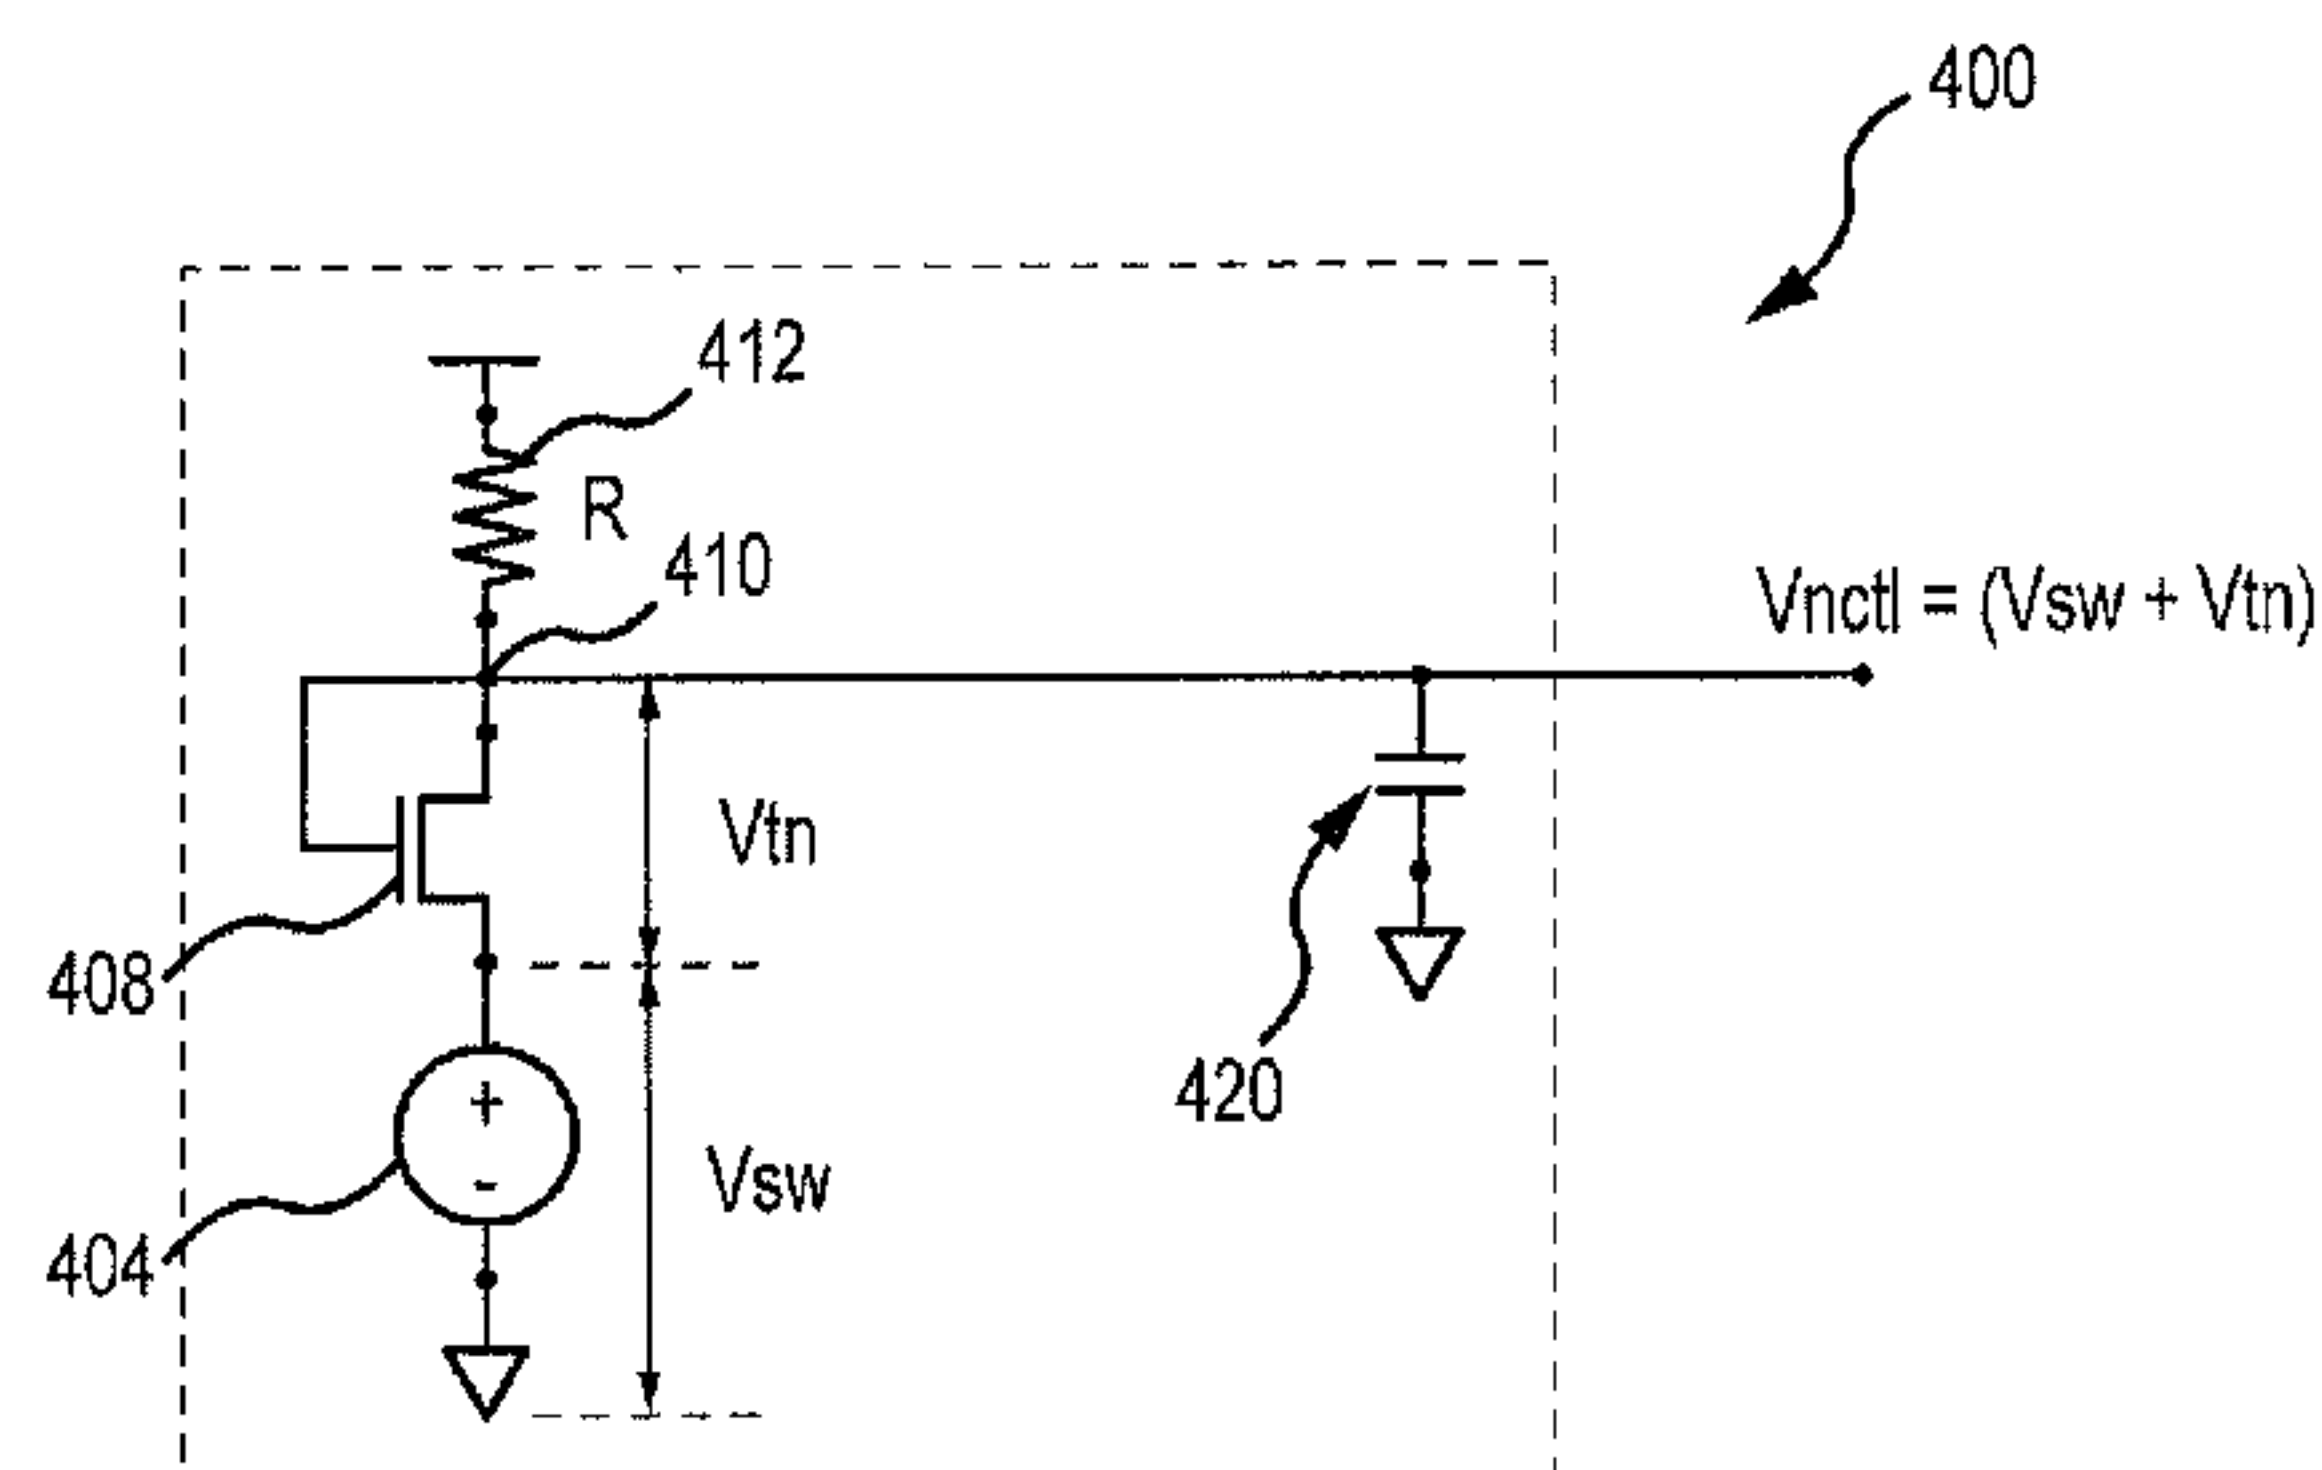 400
412
R
410
Vnctl = (Vsw + Vtn)
Vtn
408
420
+
-
Vsw
404